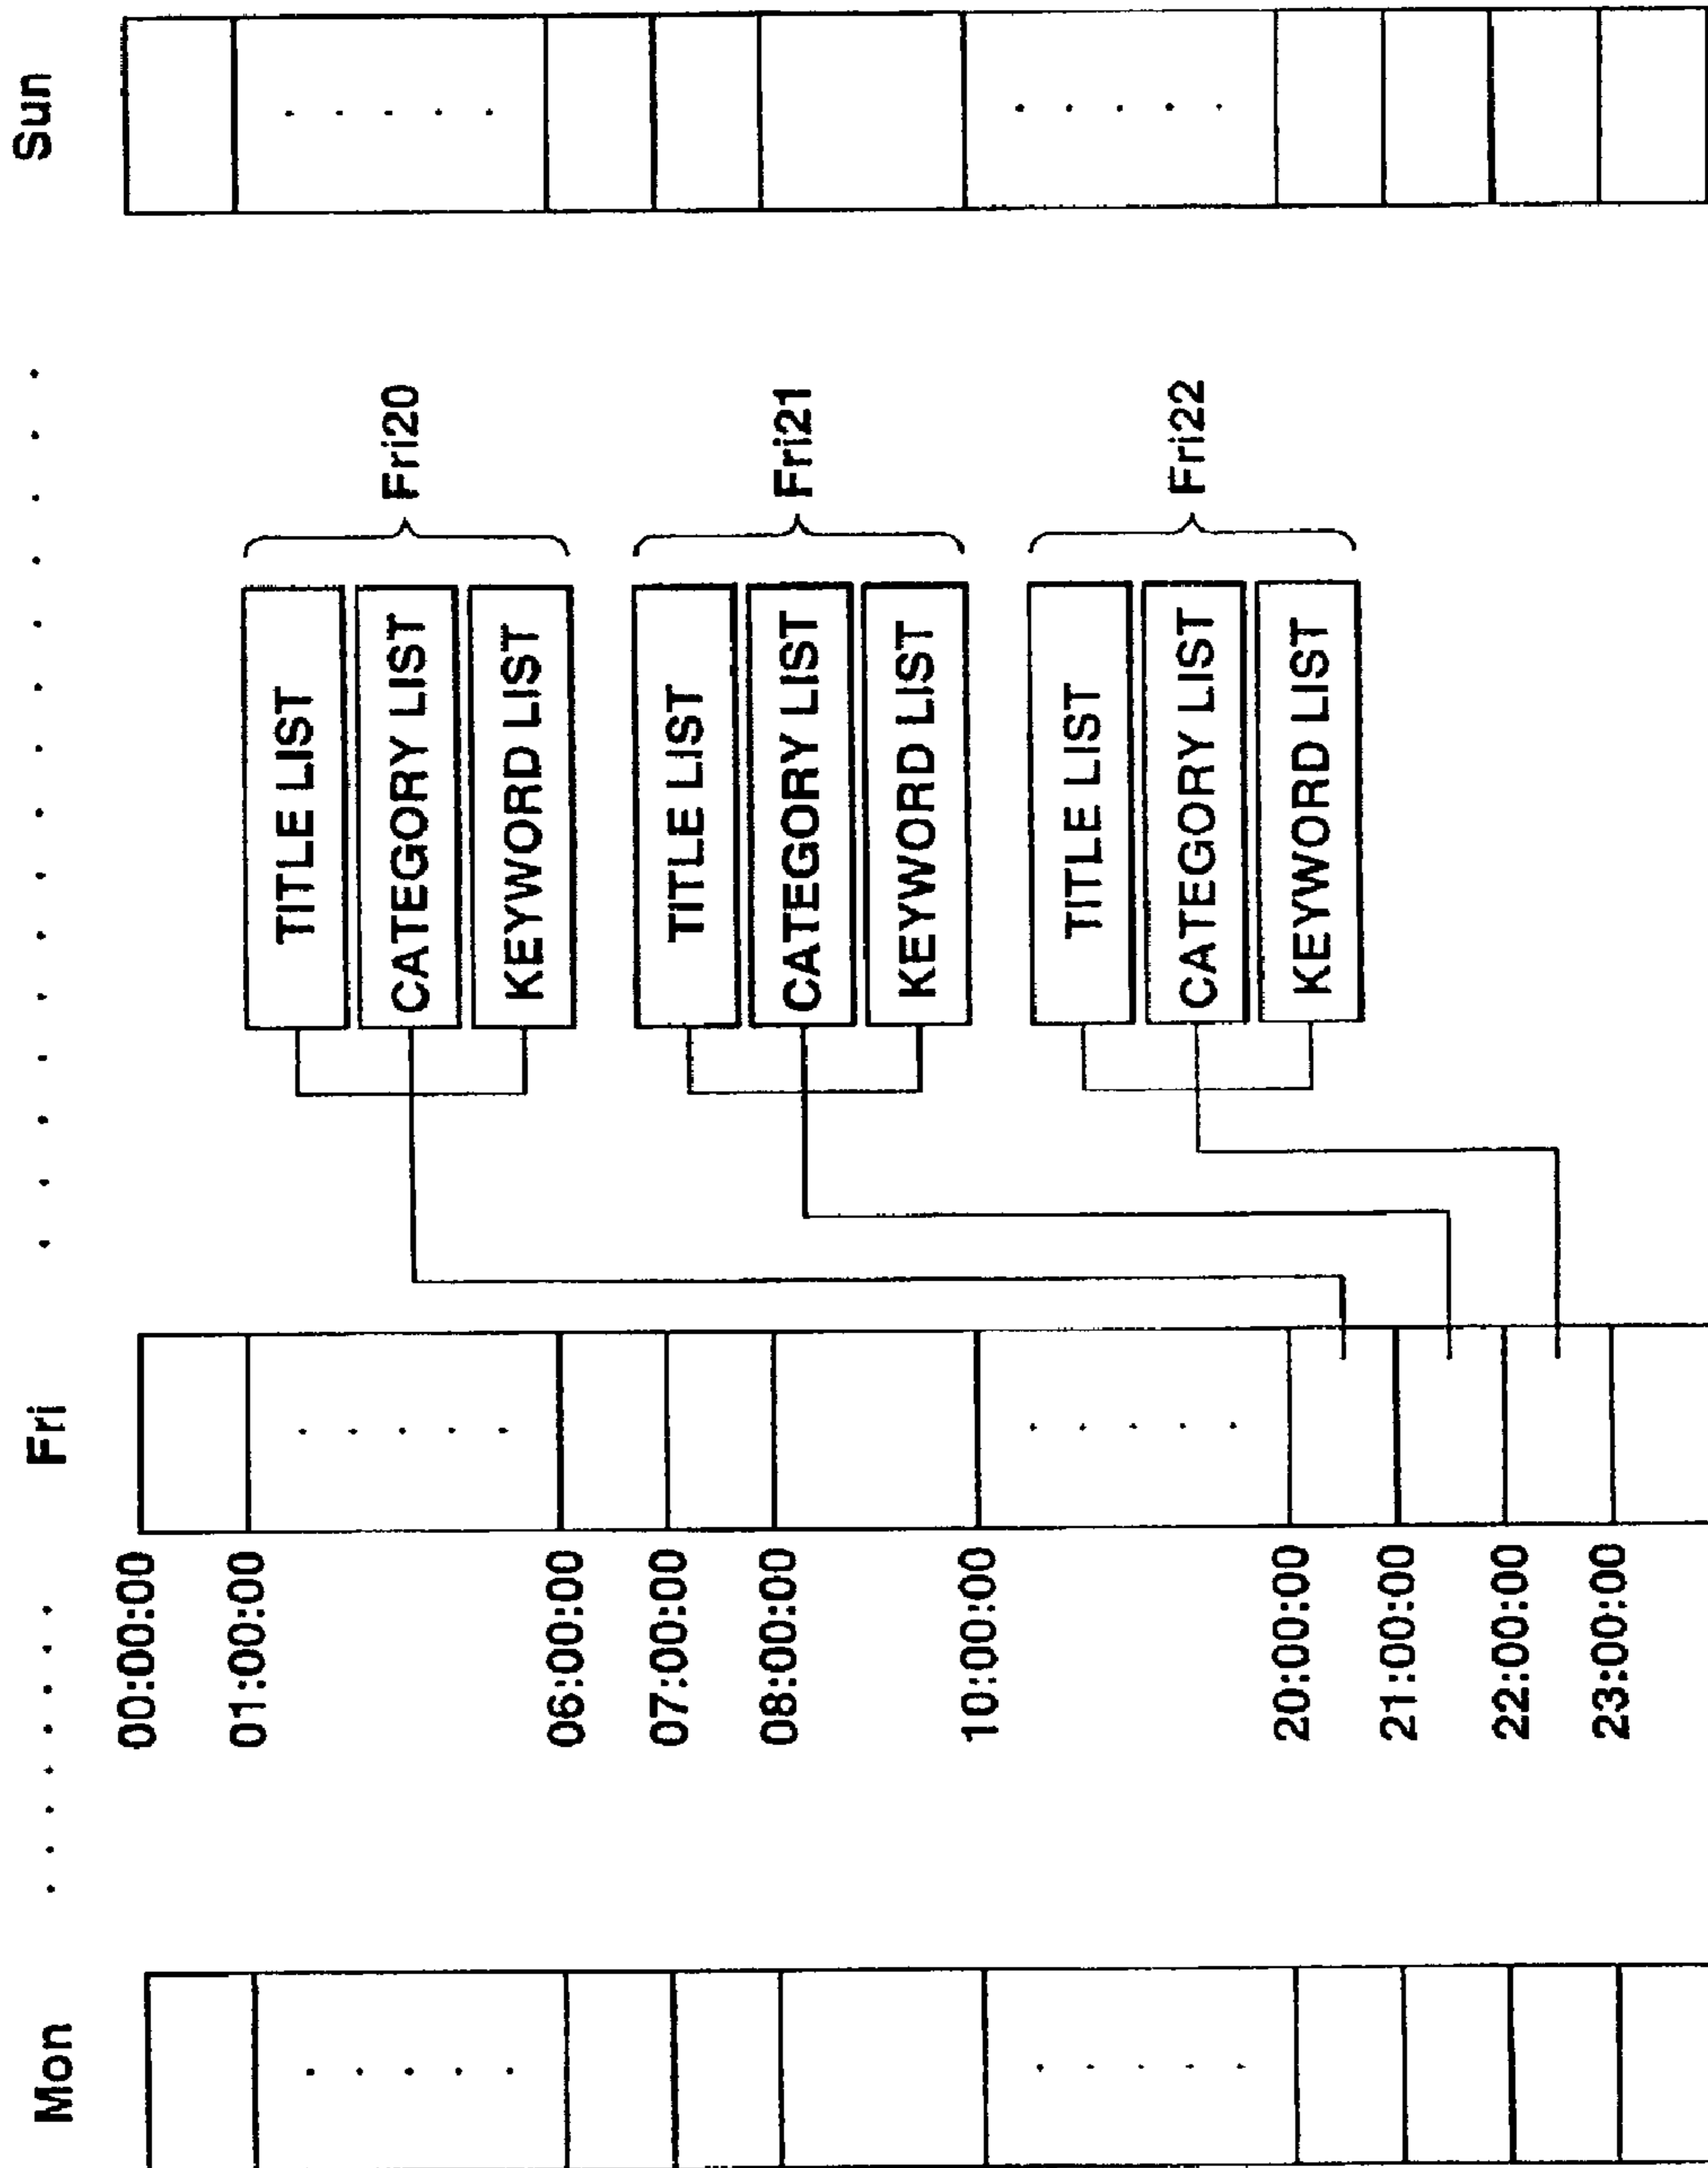 Mon
Fri
Sun
00:00:00
01:00:00
06:00:00
07:00:00
08:00:00
10:00:00
20:00:00
21:00:00
22:00:00
23:00:00
TITLE LIST
CATEGORY LIST
KEYWORD LIST
Fri20
TITLE LIST
CATEGORY LIST
KEYWORD LIST
Fri21
TITLE LIST
CATEGORY LIST
KEYWORD LIST
Fri22